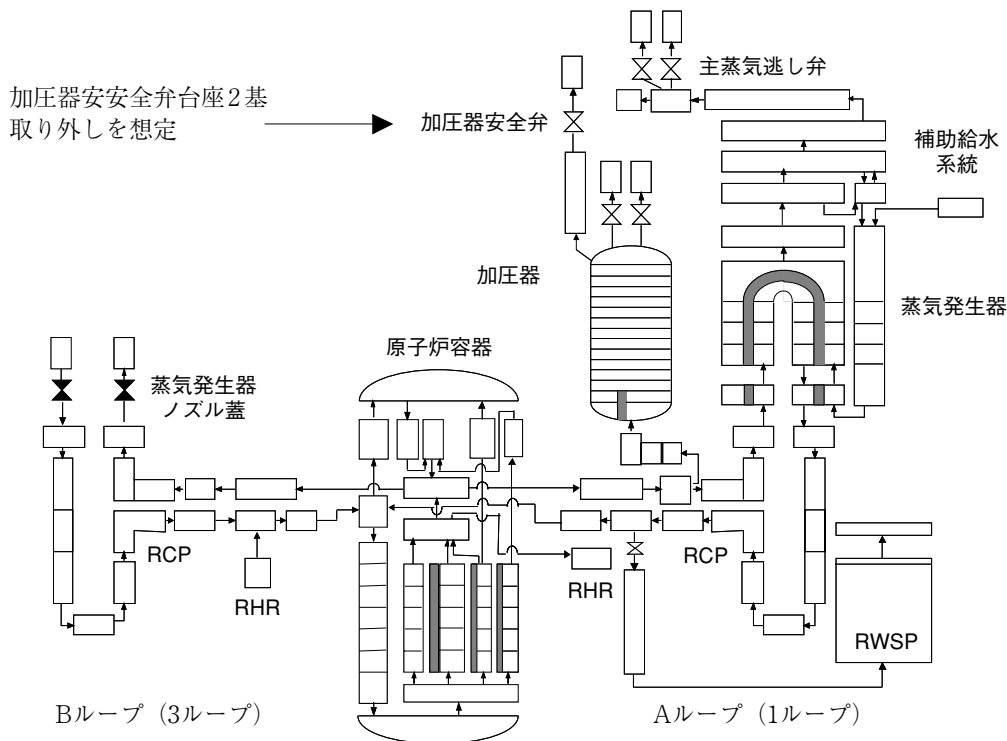 主蒸気逃し弁
加圧器安安全弁台座２基
取り外しを想定
加圧器安全弁
補助給水
系統
加圧器
蒸気発生器
原子炉容器
蒸気発生器
ノズル蓋
RCP
RHR
RHR
RCP
RWSP
Bループ（3ループ）
Aループ（1ループ）